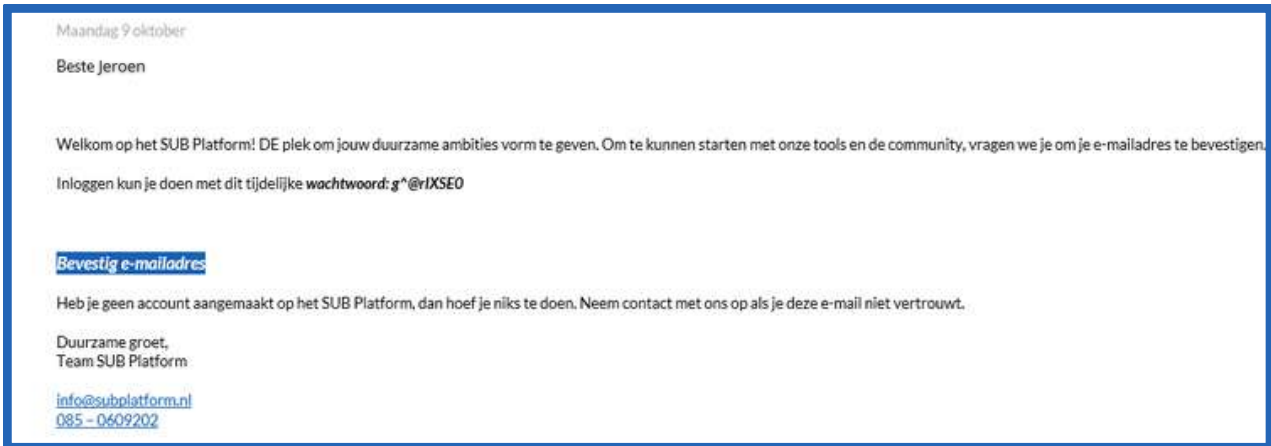 Maandag 9 oktober
Beste Jeroen
Welkom op het SUB Platform! DE plek om jouw duurzame ambities vorm te geven. Om te kunnen starten met onze tools en de community, vragen we je om je e-mailadres te bevestigen.
Inloggen kun je doen met dit tijdelijke wachtwoord: g^@rIXSE0
Bevestig e-mailadres
Heb je geen account aangemaakt op het SUB Platform, dan hoef je niks te doen. Neem contact met ons op als je deze e-mail niet vertrouwt.
Duurzame groet,
Team SUB Platform
info@subplatform.nl
085 – 0609202